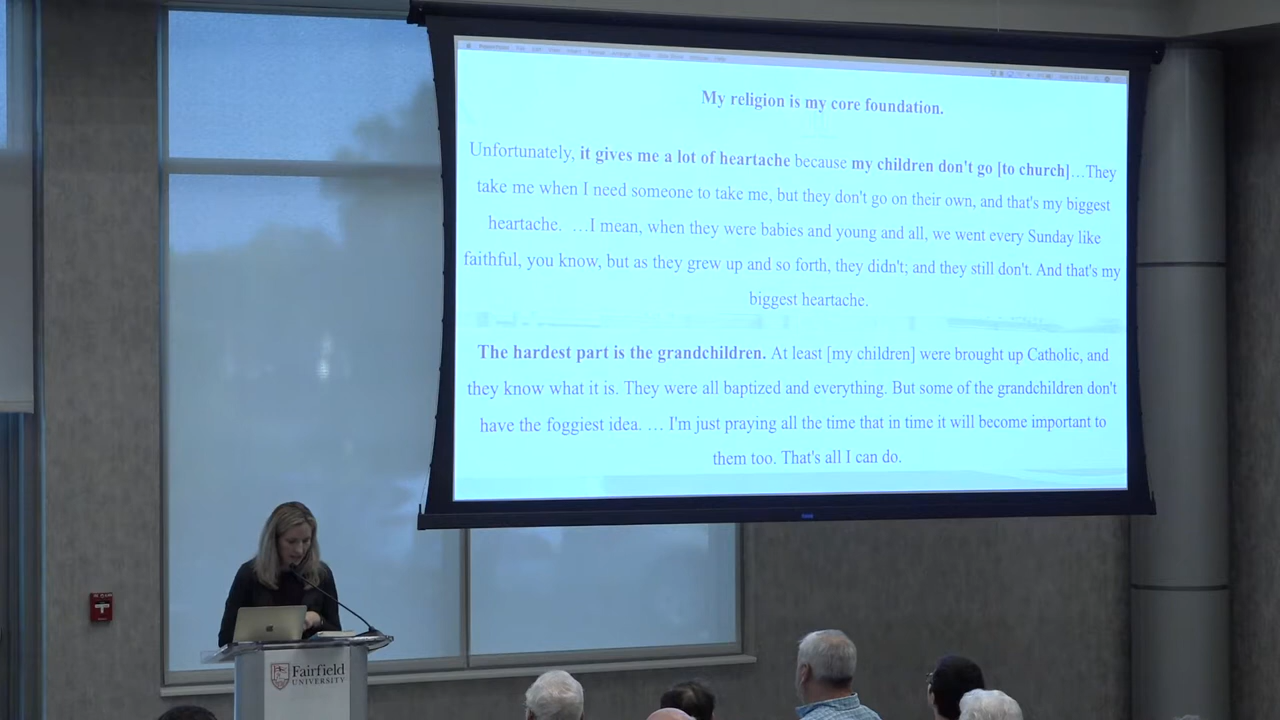 My religion is my core foundation.
Unfortunately, it gives me a lot of heartache because my children don't go [to church]…They
take me when I need someone to take me, but they don't go on their own, and that's my biggest
heartache. …I mean, when they were babies and young and all, we went every Sunday like
faithful, you know, but as they grew up and so forth, they didn't; and they still don't. And that's my
biggest heartache.
The hardest part is the grandchildren. At least [my children] were brought up Catholic, and
they know what it is. They were all baptized and everything. But some of the grandchildren don't
have the foggiest idea. … I'm just praying all the time that in time it will become important to
them too. That's all I can do.
Fairfield
UNIVERSITY